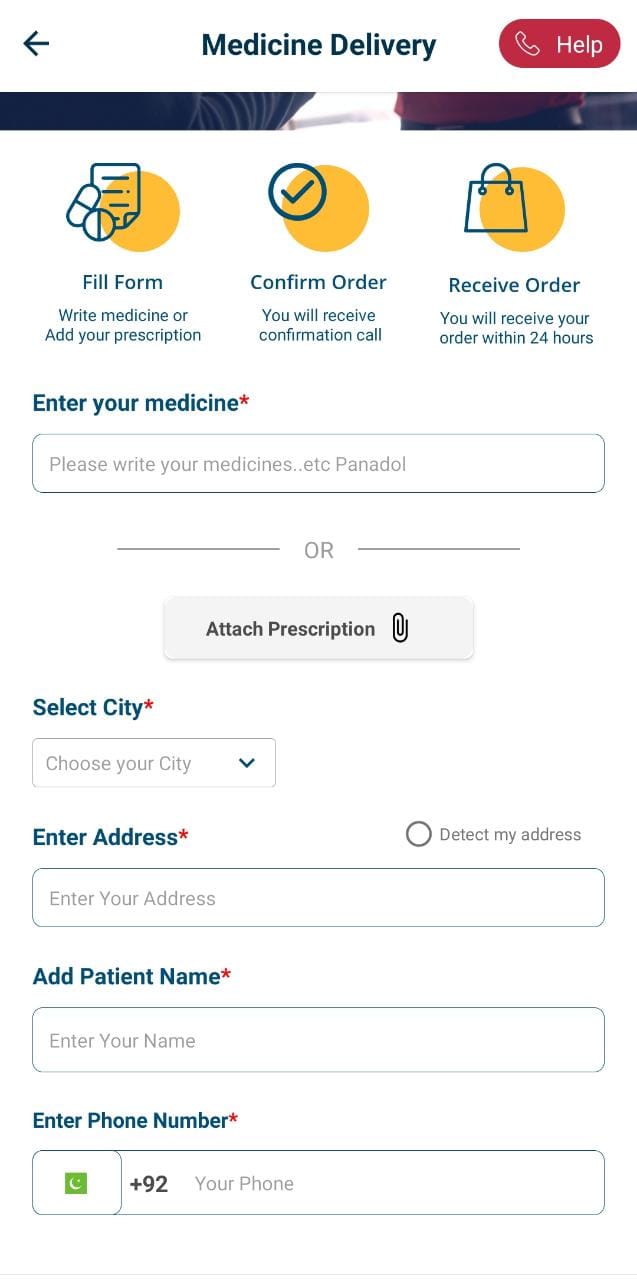 Medicine Delivery
Help
Fill Form
Write medicine or
Add your prescription
Confirm Order
You will receive
confirmation call
Receive Order
You will receive your
order within 24 hours
Enter your medicine*
Please write your medicines..etc Panadol
OR
Attach Prescription
Select City*
Choose your City
Enter Address*
Detect my address
Enter Your Address
Add Patient Name*
Enter Your Name
Enter Phone Number*
+92 Your Phone